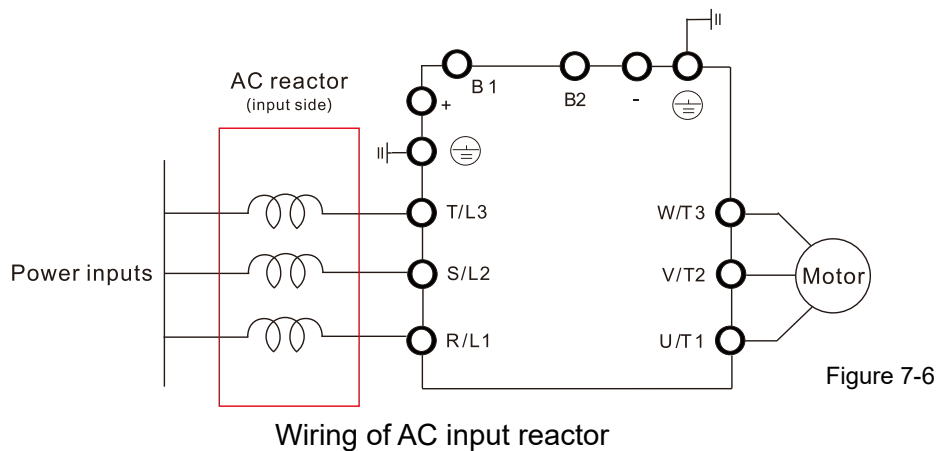 AC reactor
(input side)
B1
B2
-
+
T/L3
W/T3
Power inputs
S/L2
V/T2
Motor
R/L1
U/T1
Figure 7-6
Wiring of AC input reactor